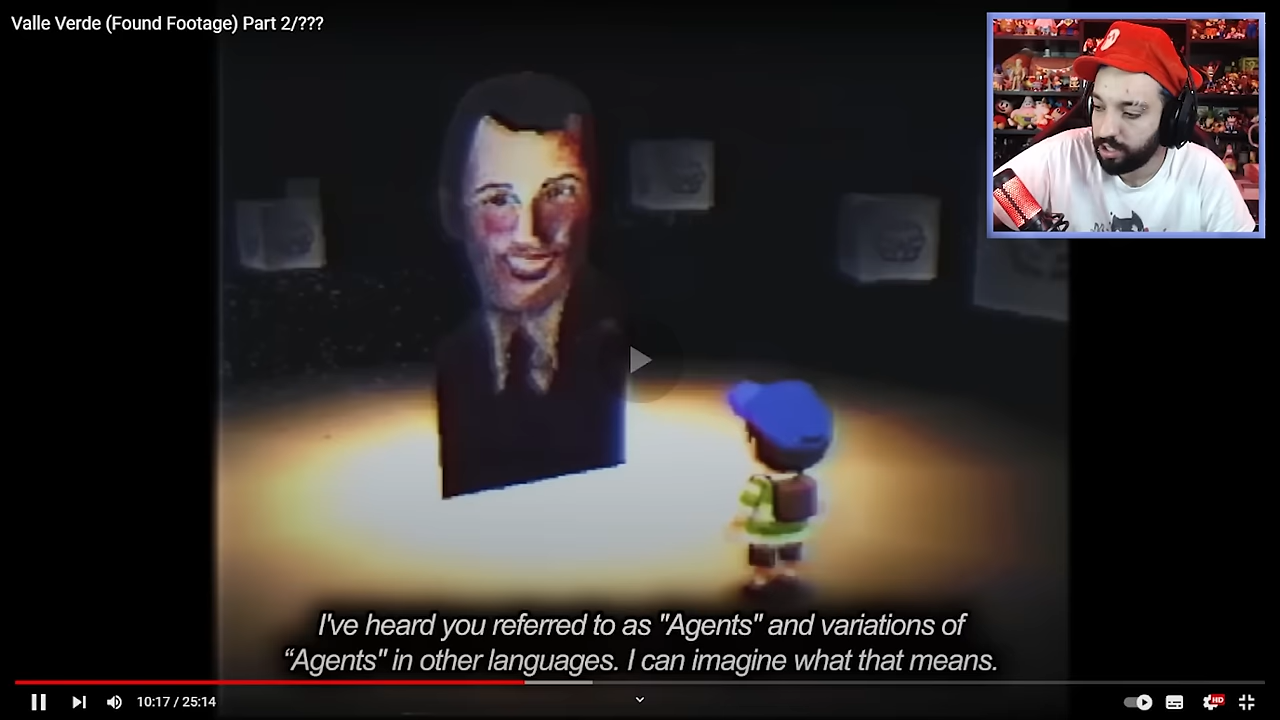 Valle Verde (Found Footage) Part 2/???
I've heard you referred to as "Agents" and variations of
“Agents" in other languages. I can imagine what that means.
10:17 / 25:14
HD